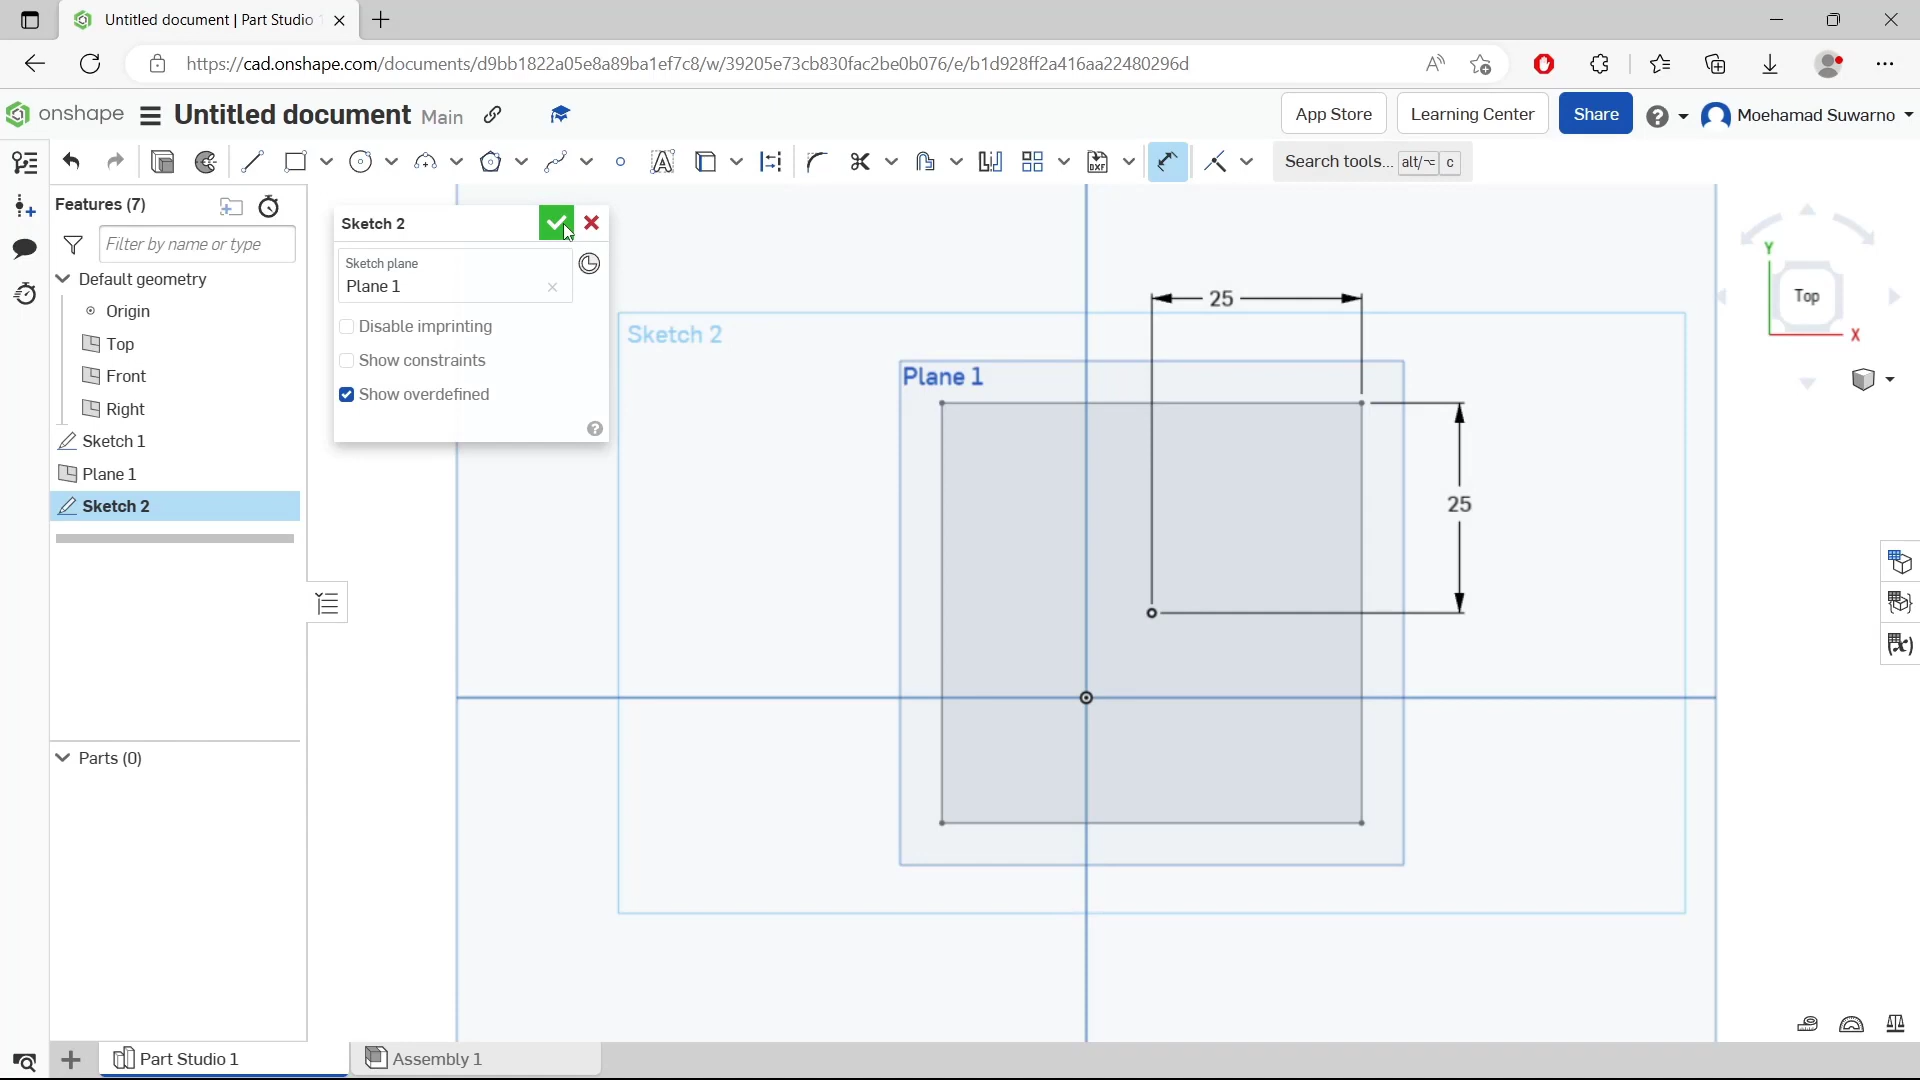 Untitled document | Part Studio
https://cad.onshape.com/documents/d9bb1822a05e8a89ba1ef7c8/w/39205e73cb830fac2be0b076/e/b1d928ff2a416aa22480296d
onshape Untitled document Main App Store Learning Center Share Moehamad Suwarno
Search tools... alt/⌥ c
Features (7)
Filter by name or type
Default geometry
Origin
Top
Front
Right
Sketch 1
Plane 1
Sketch 2
Parts (0)
Sketch 2
Sketch plane
Plane 1
Disable imprinting
Show constraints
Show overdefined
Sketch 2
Plane 1
25
25
Y
Top
X
Part Studio 1 Assembly 1